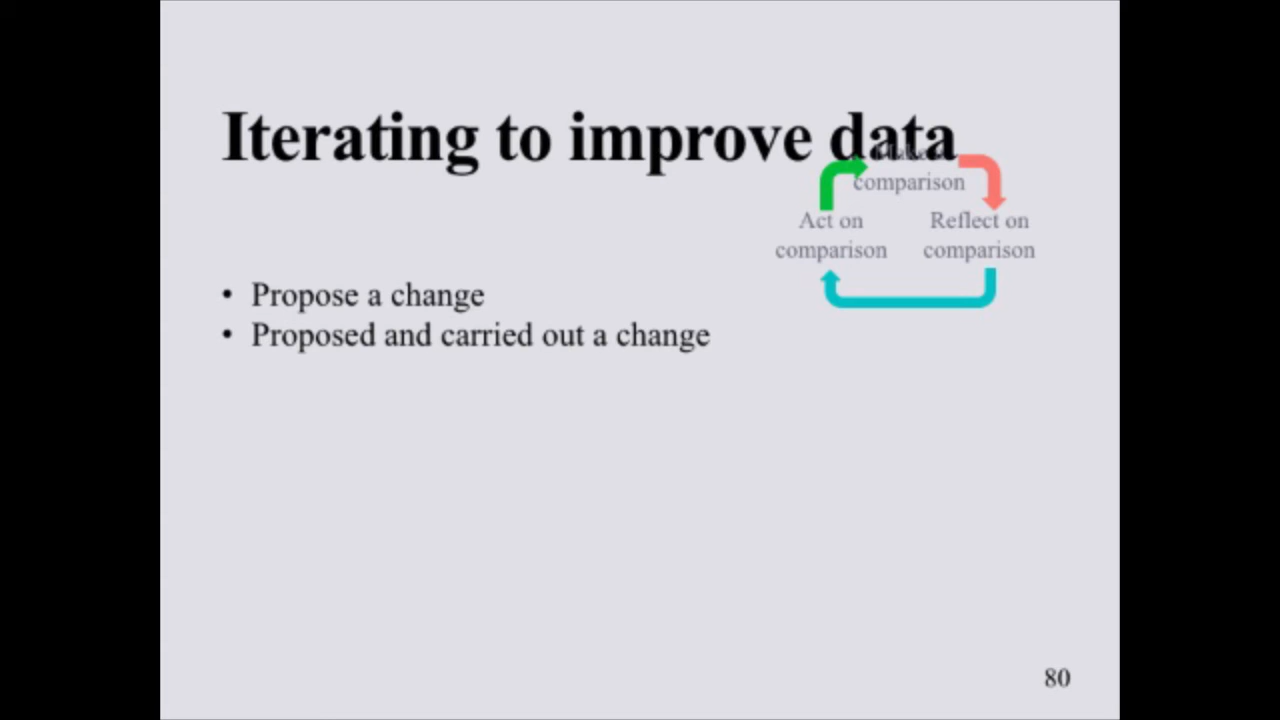 Iterating to improve data
comparison
Act on
comparison
Reflect on
comparison
• Propose a change
• Proposed and carried out a change
80